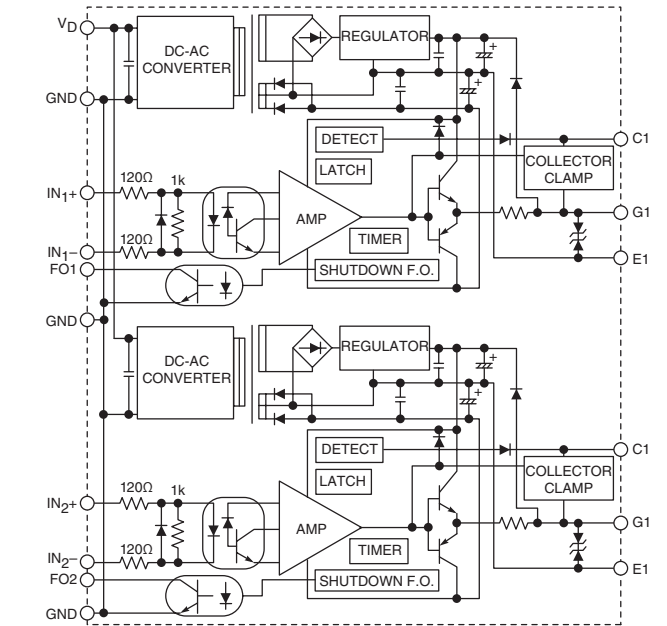 VD
DC-AC
CONVERTER
REGULATOR
+
+
GND
DETECT
C1
LATCH
COLLECTOR
CLAMP
IN1+
120Ω
1k
AMP
G1
TIMER
IN1–
120Ω
E1
FO1
SHUTDOWN F.O.
GND
DC-AC
CONVERTER
REGULATOR
+
+
DETECT
C1
LATCH
COLLECTOR
CLAMP
IN2+
120Ω
1k
AMP
G1
TIMER
IN2–
120Ω
E1
FO2
SHUTDOWN F.O.
GND